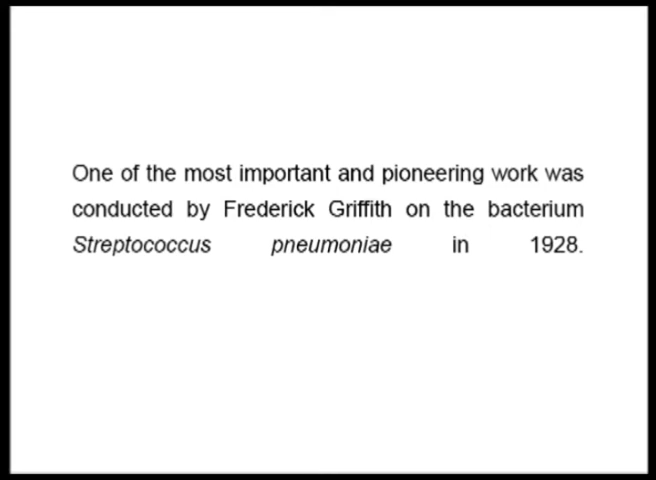 One of the most important and pioneering work was
conducted by Frederick Griffith on the bacterium
Streptococcus pneumoniae in 1928.